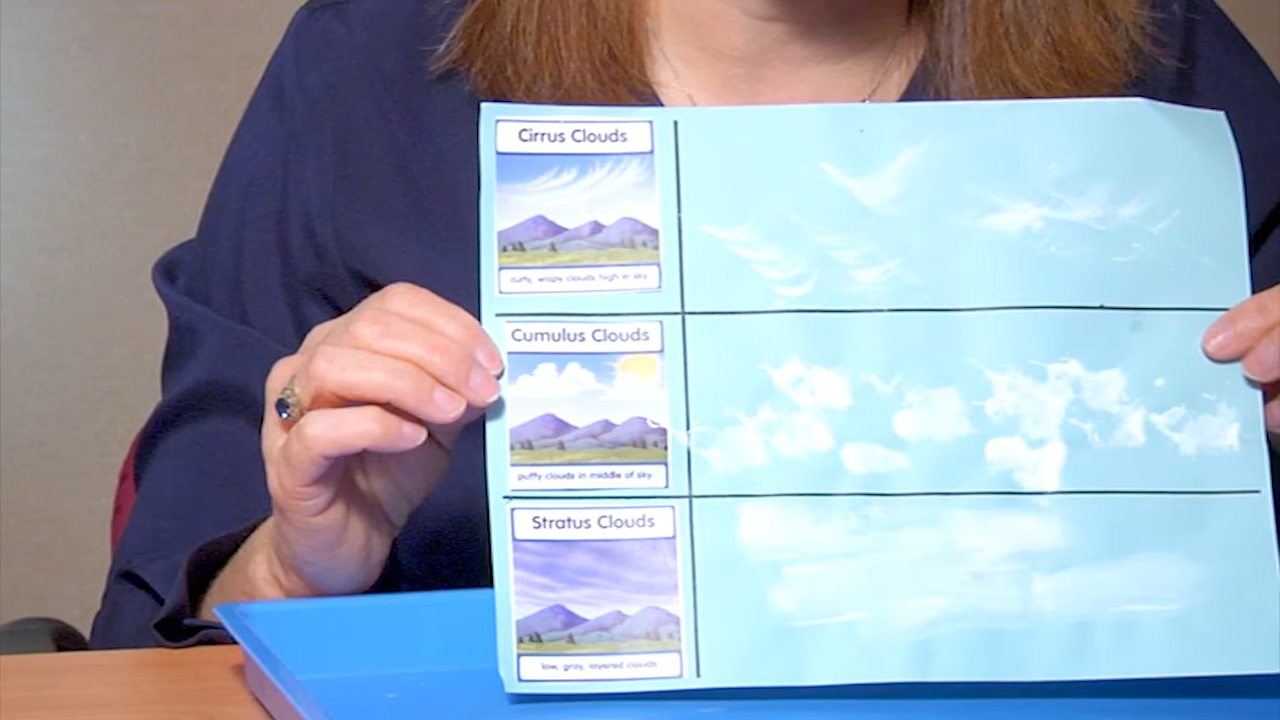 Cirrus Clouds
curly, wispy clouds high in sky
Cumulus Clouds
puffy clouds in middle of sky
Stratus Clouds
low, gray, layered clouds